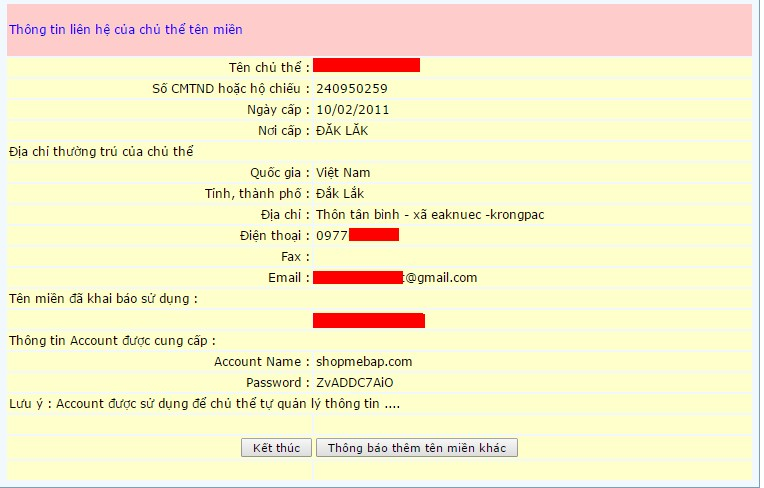 Thông tin liên hệ của chủ thể tên miền
Tên chủ thể :
Số CMTND hoặc hộ chiếu : 240950259
Ngày cấp : 10/02/2011
Nơi cấp : ĐĂK LĂK
Địa chỉ thường trú của chủ thể
Quốc gia : Việt Nam
Tỉnh, thành phố : Đắk Lắk
Địa chỉ : Thôn tân bình - xã eaknuec -krongpac
Điện thoại : 0977
Fax :
Email : @gmail.com
Tên miền đã khai báo sử dụng :
Thông tin Account được cung cấp :
Account Name : shopmebap.com
Password : ZvADDC7AiO
Lưu ý : Account được sử dụng để chủ thể tự quản lý thông tin ....
Kết thúc Thông báo thêm tên miền khác